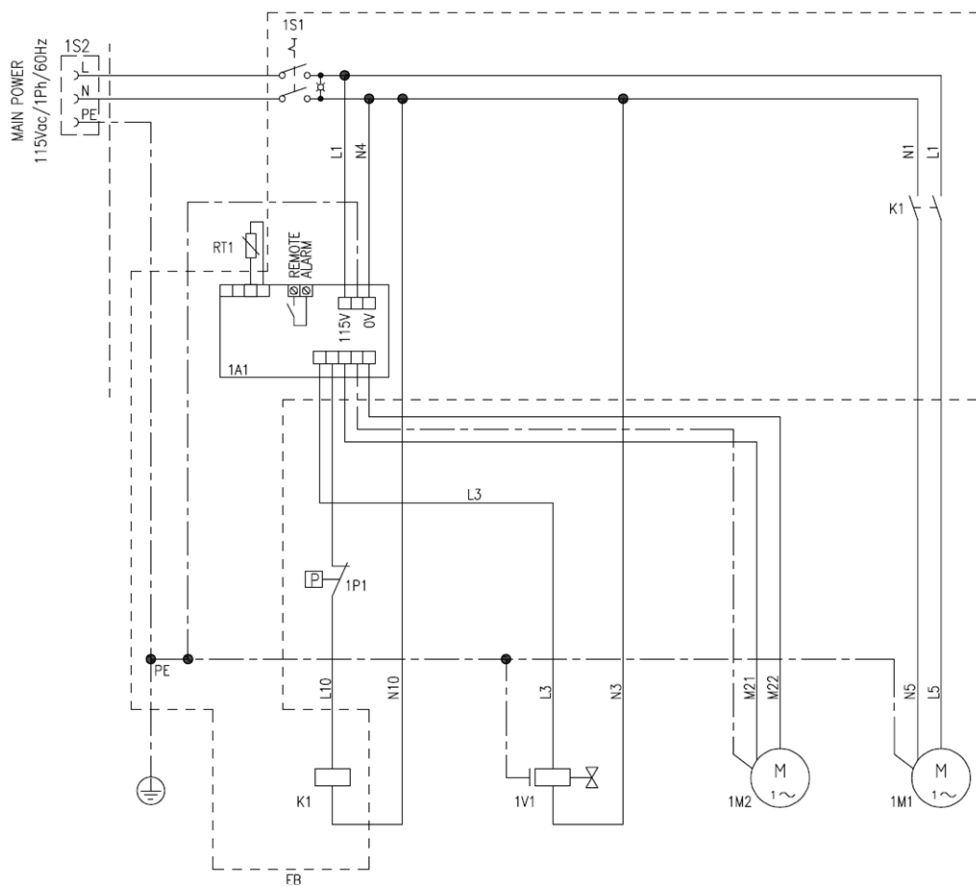 MAIN POWER
115Vac/1Ph/60Hz
1S2
L
N
PE
1S1
L1
N4
N1
L1
K1
RT1
REMOTE
ALARM
115V
0V
1A1
L3
P
1P1
PE
L10
N10
L3
N3
M21
M22
N5
L5
K1
1V1
M
1~
1M2
M
1~
1M1
EB